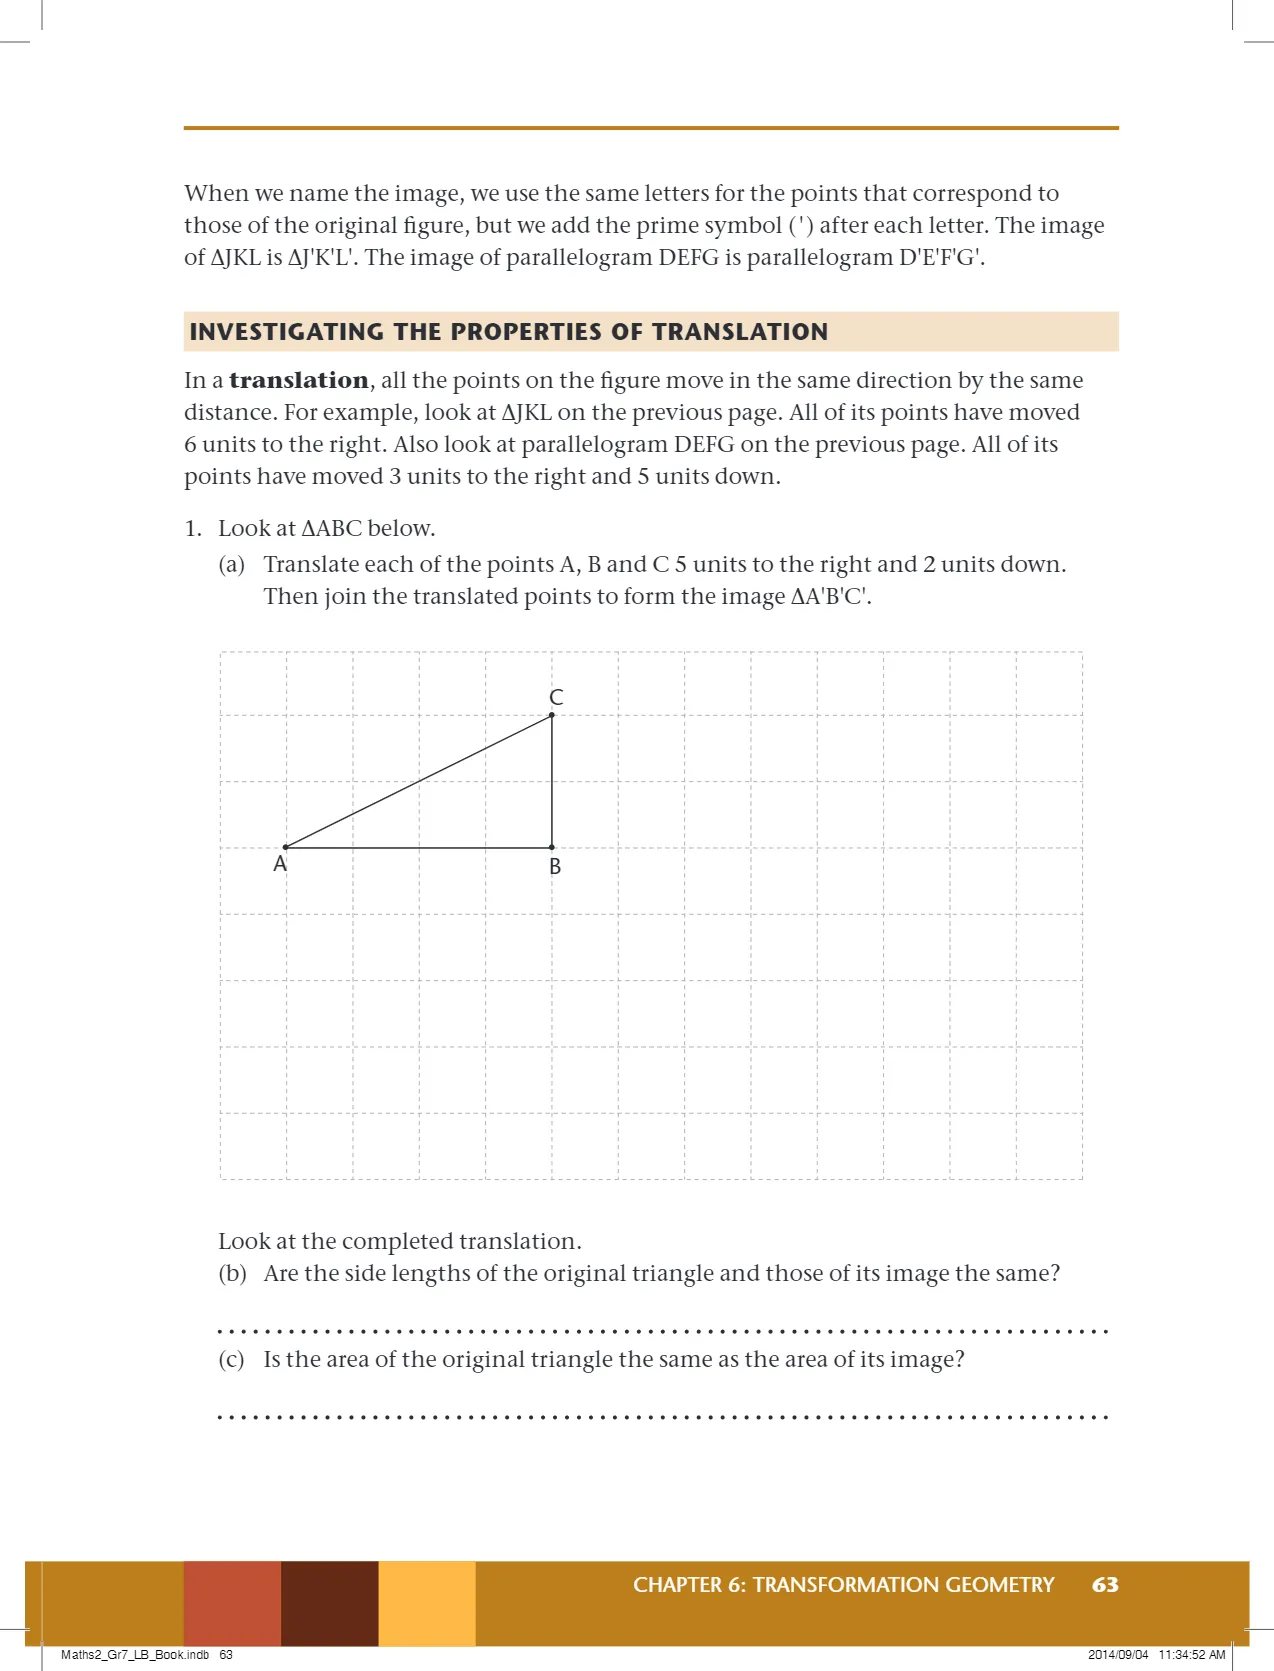 When we name the image, we use the same letters for the points that correspond to
those of the original figure, but we add the prime symbol (') after each letter. The image
of ΔJKL is ΔJ'K'L'. The image of parallelogram DEFG is parallelogram D'E'F'G'.
INVESTIGATING THE PROPERTIES OF TRANSLATION
In a translation, all the points on the figure move in the same direction by the same
distance. For example, look at ΔJKL on the previous page. All of its points have moved
6 units to the right. Also look at parallelogram DEFG on the previous page. All of its
points have moved 3 units to the right and 5 units down.
1. Look at ΔABC below.
(a) Translate each of the points A, B and C 5 units to the right and 2 units down.
Then join the translated points to form the image ΔA'B'C'.
C
A
B
Look at the completed translation.
(b) Are the side lengths of the original triangle and those of its image the same?
(c) Is the area of the original triangle the same as the area of its image?
CHAPTER 6: TRANSFORMATION GEOMETRY 63
Maths2_Gr7_LB_Book.indb 63
2014/09/04 11:34:52 AM